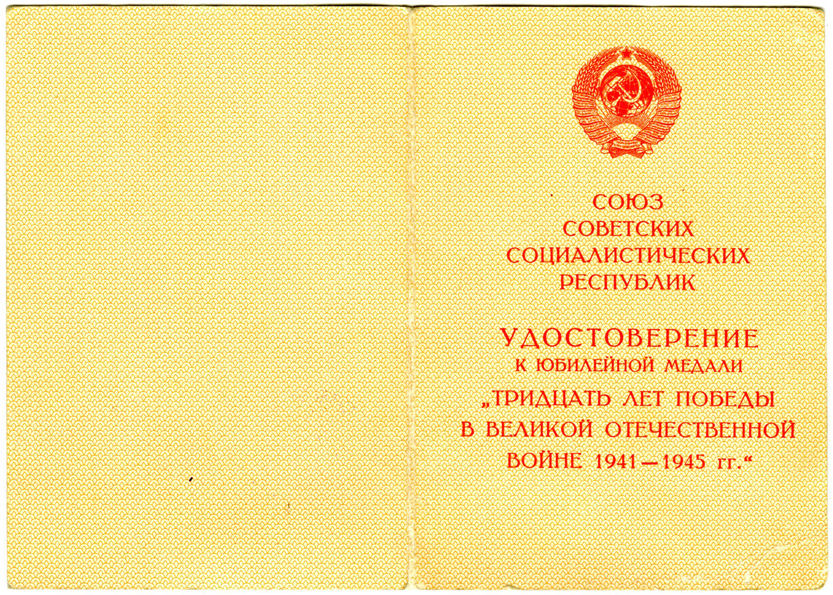 СОЮЗ
СОВЕТСКИХ
СОЦИАЛИСТИЧЕСКИХ
РЕСПУБЛИК
УДОСТОВЕРЕНИЕ
К ЮБИЛЕЙНОЙ МЕДАЛИ
„ТРИДЦАТЬ ЛЕТ ПОБЕДЫ
В ВЕЛИКОЙ ОТЕЧЕСТВЕННОЙ
ВОЙНЕ 1941—1945 гг.“